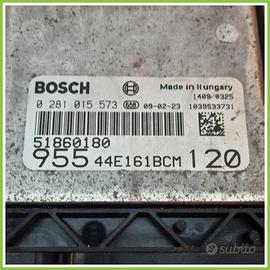 BOSCH
Made in Hungary
1409 0325
0 281 015 573 650 09-02-23 1039S33731
51860180
955 44E161BCM 120
subito